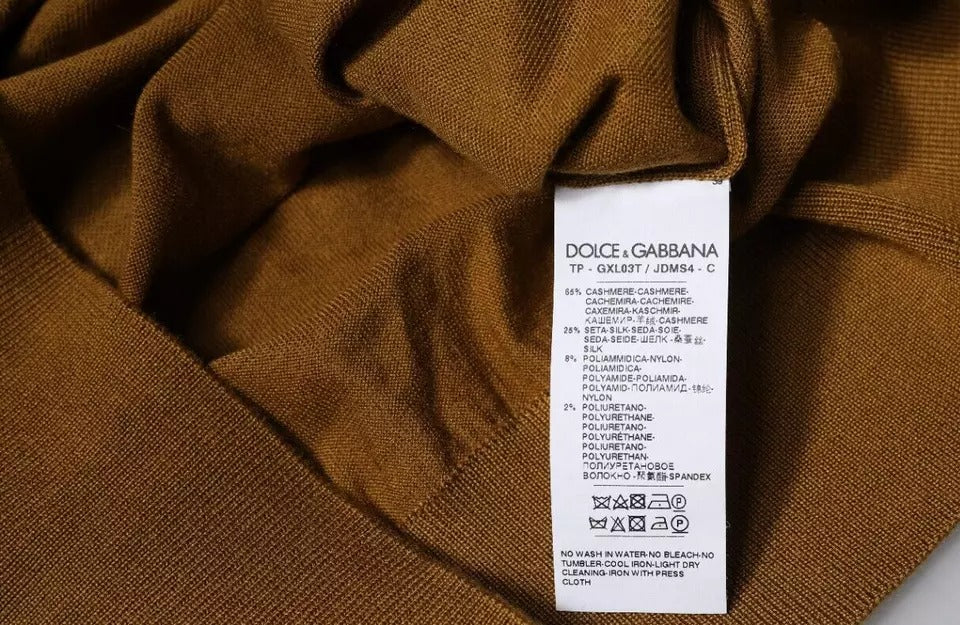 DOLCE & GABBANA
TP - GXL03T / JDMS4 - C
65% CASHMERE-CASHMERE-
CACHEMIRA-CACHEMIRE-
CAXEMIRA-KASCHMIR-
КАШЕМИР-羊绒-CASHMERE
25% SETA-SILK-SEDA-SOIE-
SEDA-SEIDE-ШЕЛК-桑蚕丝-
SILK
8% POLIAMMIDICA-NYLON-
POLIAMIDICA-
POLYAMIDE-POLIAMIDA-
POLYAMID-ПОЛИАМИД-锦纶-
NYLON
2% POLIURETANO-
POLYURETHANE-
POLIURETANO-
POLYURÉTHANE-
POLIURETANO-
POLYURETHAN-
ПОЛИУРЕТАНОВОЕ
ВОЛОКНО-聚氨酯-SPANDEX
NO WASH IN WATER-NO BLEACH-NO
TUMBLER-COOL IRON-LIGHT DRY
CLEANING-IRON WITH PRESS
CLOTH